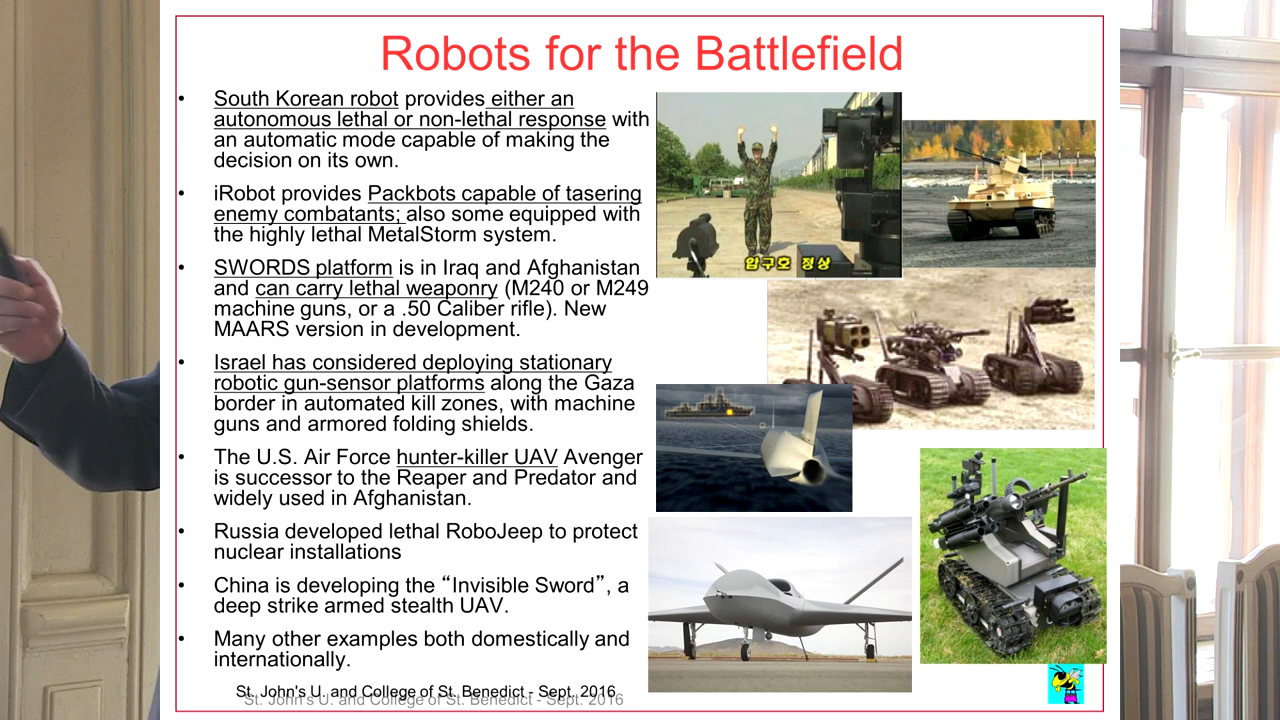 Robots for the Battlefield
• South Korean robot provides either an
autonomous lethal or non-lethal response with
an automatic mode capable of making the
decision on its own.
• iRobot provides Packbots capable of tasering
enemy combatants; also some equipped with
the highly lethal MetalStorm system.
• SWORDS platform is in Iraq and Afghanistan
and can carry lethal weaponry (M240 or M249
machine guns, or a .50 Caliber rifle). New
MAARS version in development.
• Israel has considered deploying stationary
robotic gun-sensor platforms along the Gaza
border in automated kill zones, with machine
guns and armored folding shields.
• The U.S. Air Force hunter-killer UAV Avenger
is successor to the Reaper and Predator and
widely used in Afghanistan.
• Russia developed lethal RoboJeep to protect
nuclear installations
• China is developing the “Invisible Sword”, a
deep strike armed stealth UAV.
• Many other examples both domestically and
internationally.
압구호 정상
St. John's U. and College of St. Benedict - Sept. 2016
St. John's U. and College of St. Benedict - Sept. 2016